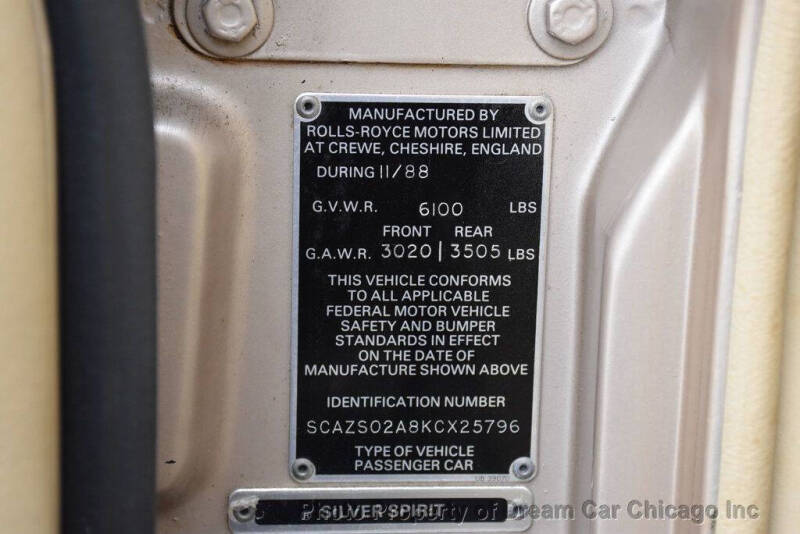 MANUFACTURED BY
ROLLS-ROYCE MOTORS LIMITED
AT CREWE, CHESHIRE, ENGLAND
DURING 11/88
G.V.W.R. 6100 LBS
FRONT REAR
G.A.W.R. 3020 | 3505 LBS
THIS VEHICLE CONFORMS
TO ALL APPLICABLE
FEDERAL MOTOR VEHICLE
SAFETY AND BUMPER
STANDARDS IN EFFECT
ON THE DATE OF
MANUFACTURE SHOWN ABOVE
IDENTIFICATION NUMBER
SCAZS02A8KCX25796
TYPE OF VEHICLE
PASSENGER CAR
SILVER SPIRIT
Photo Property of Dream Car Chicago Inc